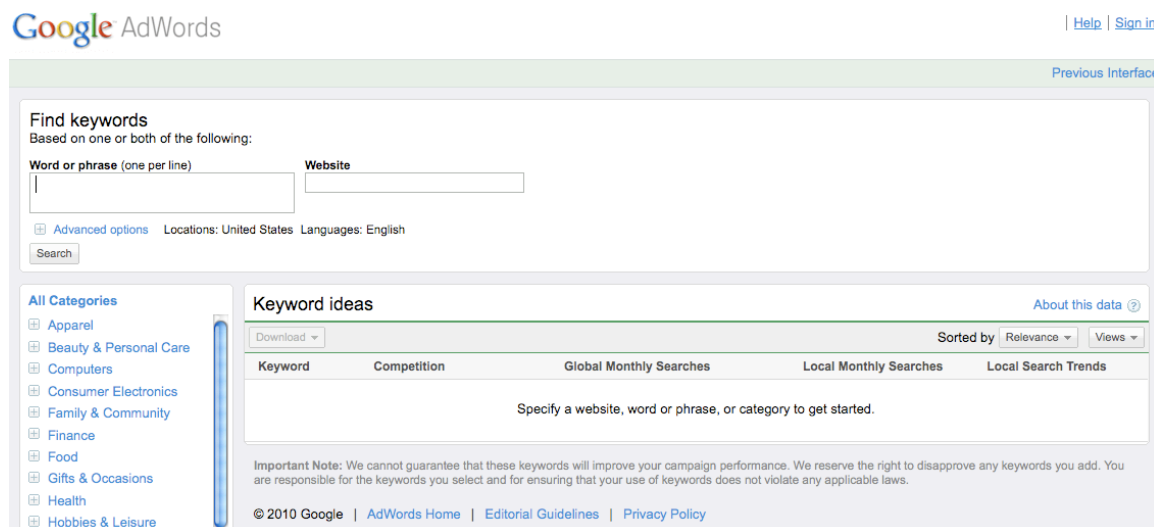 Google AdWords
| Help | Sign in
Previous Interface
Find keywords
Based on one or both of the following:
Word or phrase (one per line)
Website
Advanced options Locations: United States Languages: English
Search
All Categories
Apparel
Beauty & Personal Care
Computers
Consumer Electronics
Family & Community
Finance
Food
Gifts & Occasions
Health
Hobbies & Leisure
Keyword ideas
About this data ?
Download
Sorted by Relevance Views
Keyword Competition Global Monthly Searches Local Monthly Searches Local Search Trends
Specify a website, word or phrase, or category to get started.
Important Note: We cannot guarantee that these keywords will improve your campaign performance. We reserve the right to disapprove any keywords you add. You
are responsible for the keywords you select and for ensuring that your use of keywords does not violate any applicable laws.
© 2010 Google | AdWords Home | Editorial Guidelines | Privacy Policy